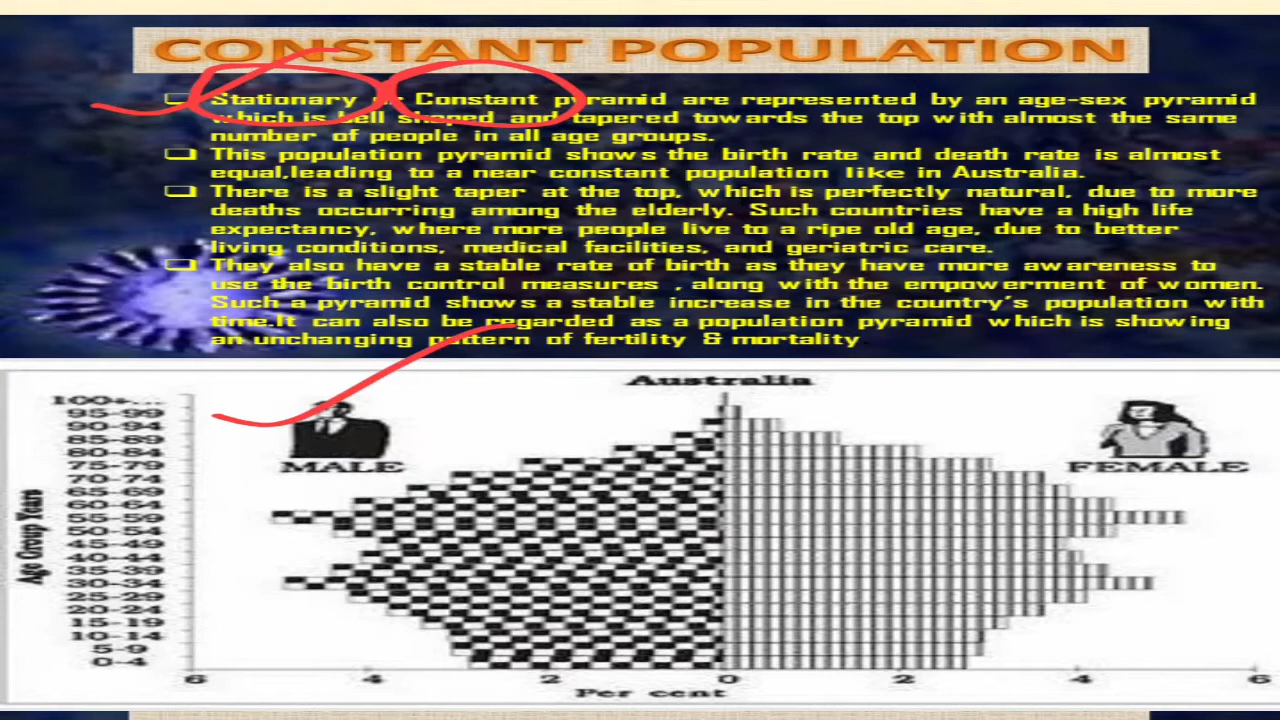 CONSTANT POPULATION
❑ Stationary or Constant pyramid are represented by an age-sex pyramid
which is bell shaped and tapered towards the top with almost the same
number of people in all age groups.
❑ This population pyramid shows the birth rate and death rate is almost
equal,leading to a near constant population like in Australia.
❑ There is a slight taper at the top, which is perfectly natural, due to more
deaths occurring among the elderly. Such countries have a high life
expectancy, where more people live to a ripe old age, due to better
living conditions, medical facilities, and geriatric care.
❑ They also have a stable rate of birth as they have more awareness to
use the birth control measures , along with the empowerment of women.
Such a pyramid shows a stable increase in the country's population with
time.It can also be regarded as a population pyramid which is showing
an unchanging pattern of fertility & mortality
Australia
100+...
95-99
90-94
85-89
80-84
75-79
70-74
65-69
60-64
55-59
50-54
45-49
40-44
35-39
30-34
25-29
20-24
15-19
10-14
5-9
0-4
Age Group Years
MALE
FEMALE
6 4 2 0 2 4 6
Per cent